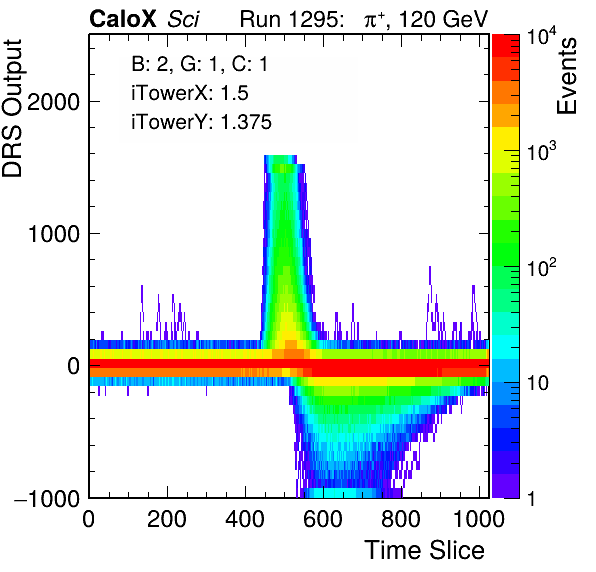 CaloX Sci Run 1295: π⁺, 120 GeV
B: 2, G: 1, C: 1
iTowerX: 1.5
iTowerY: 1.375
DRS Output
2000
1000
0
−1000
0 200 400 600 800 1000
Time Slice
Events
10⁴
10³
10²
10
1